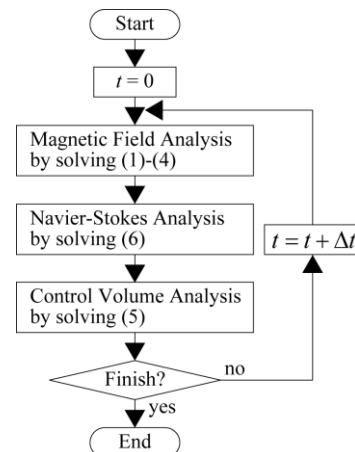 Start
t = 0
Magnetic Field Analysis
by solving (1)-(4)
Navier-Stokes Analysis
by solving (6)
t = t + Δt
Control Volume Analysis
by solving (5)
Finish?
no
yes
End